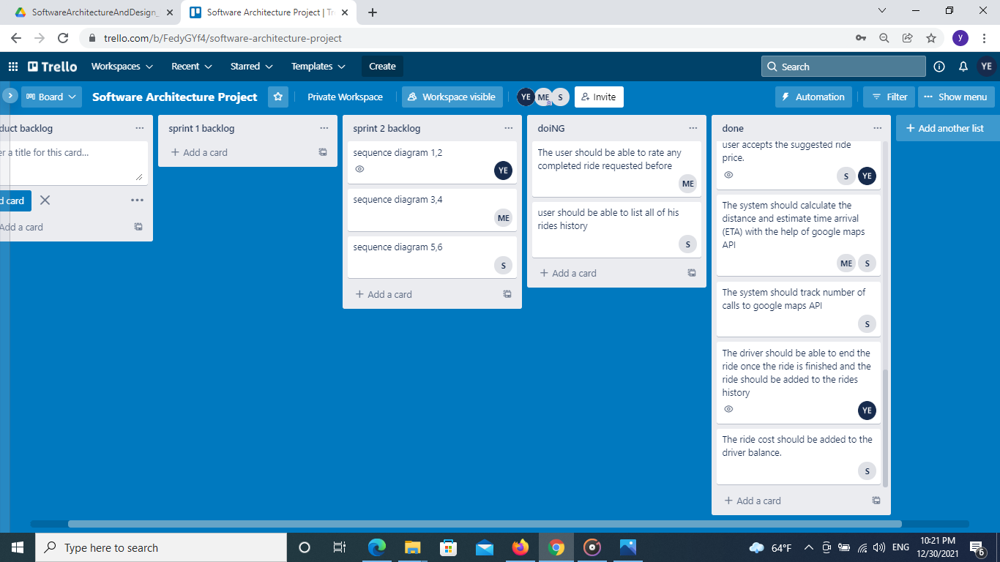 SoftwareArchitectureAndDesign_
Software Architecture Project | Tr
trello.com/b/FedyGYf4/software-architecture-project
y
Trello
Workspaces
Recent
Starred
Templates
Create
Search
YE
Board
Software Architecture Project
Private Workspace
Workspace visible
YE
ME
S
Invite
Automation
Filter
Show menu
duct backlog
er a title for this card...
d card
Add a card
sprint 1 backlog
Add a card
sprint 2 backlog
sequence diagram 1,2
YE
sequence diagram 3,4
ME
sequence diagram 5,6
S
Add a card
doiNG
The user should be able to rate any
completed ride requested before
ME
user should be able to list all of his
rides history
S
Add a card
done
user accepts the suggested ride
price.
S
YE
The system should calculate the
distance and estimate time arrival
(ETA) with the help of google maps
API
ME
S
The system should track number of
calls to google maps API
S
The driver should be able to end the
ride once the ride is finished and the
ride should be added to the rides
history
YE
The ride cost should be added to the
driver balance.
S
Add a card
Add another list
Type here to search
64°F
ENG
10:21 PM
12/30/2021
6